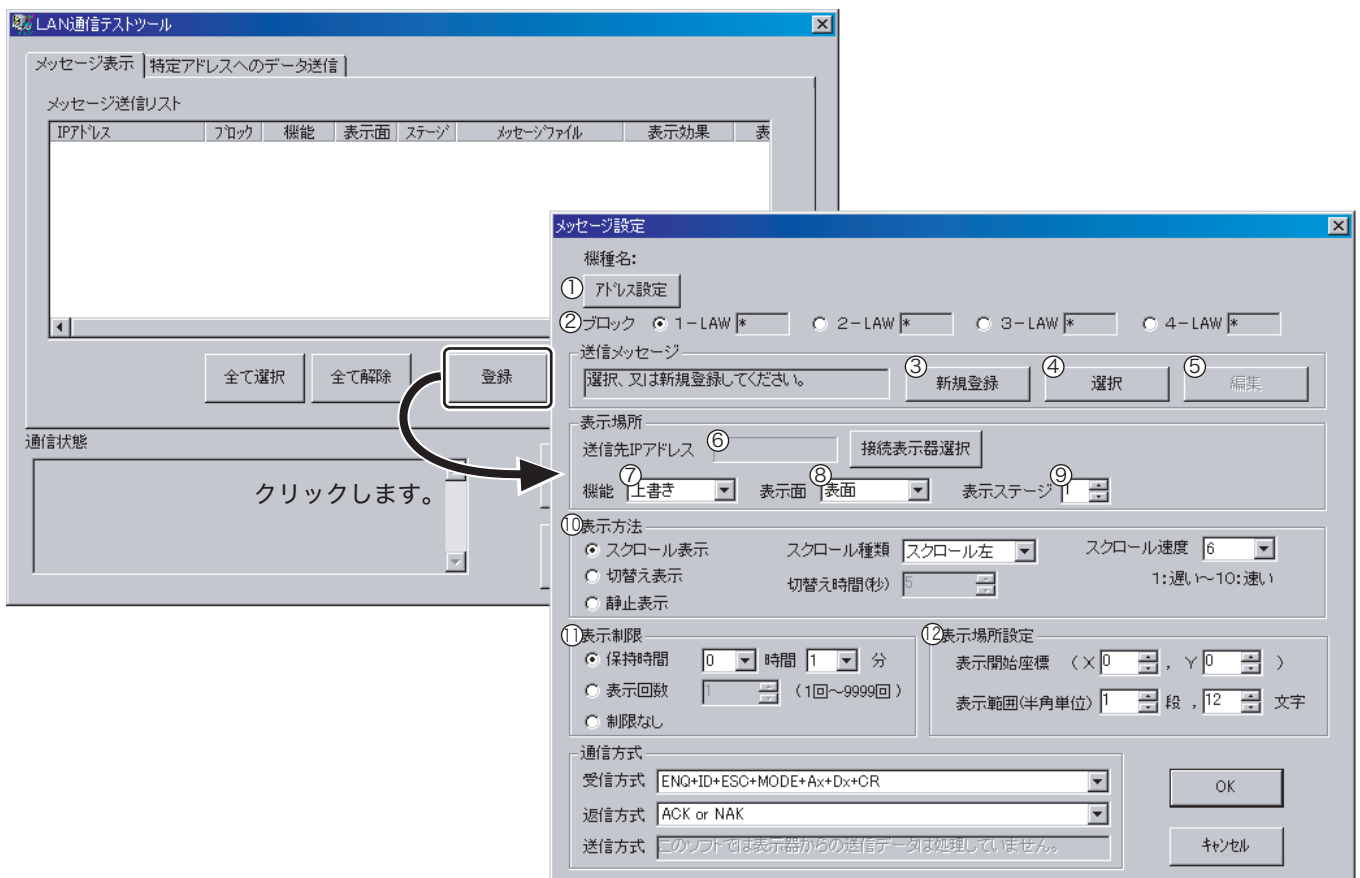 LAN通信テストツール
メッセージ表示 特定アドレスへのデータ送信
メッセージ送信リスト
IPアドレス ブロック 機能 表示面 ステージ メッセージファイル 表示効果 表
全て選択 全て解除 登録
通信状態
クリックします。
メッセージ設定
機種名:
① アドレス設定
② ブロック 1-LAW * 2-LAW * 3-LAW * 4-LAW *
送信メッセージ
選択、又は新規登録してください。 ③ 新規登録 ④ 選択 ⑤ 編集
表示場所
送信先IPアドレス ⑥ 接続表示器選択
機能 ⑦ 上書き 表示面 ⑧ 表面 表示ステージ ⑨ 1
⑩ 表示方法
スクロール表示 スクロール種類 スクロール左 スクロール速度 6
切替え表示 切替え時間(秒) 5 1:遅い~10:速い
静止表示
⑪ 表示制限
保持時間 0 時間 1 分
表示回数 1 (1回~9999回)
制限なし
⑫ 表示場所設定
表示開始座標 (X 0 , Y 0 )
表示範囲(半角単位) 1 段 , 12 文字
通信方式
受信方式 ENQ+ID+ESC+MODE+Ax+Dx+CR
返信方式 ACK or NAK
送信方式 このソフトでは表示器からの送信データは処理していません。
OK
キャンセル